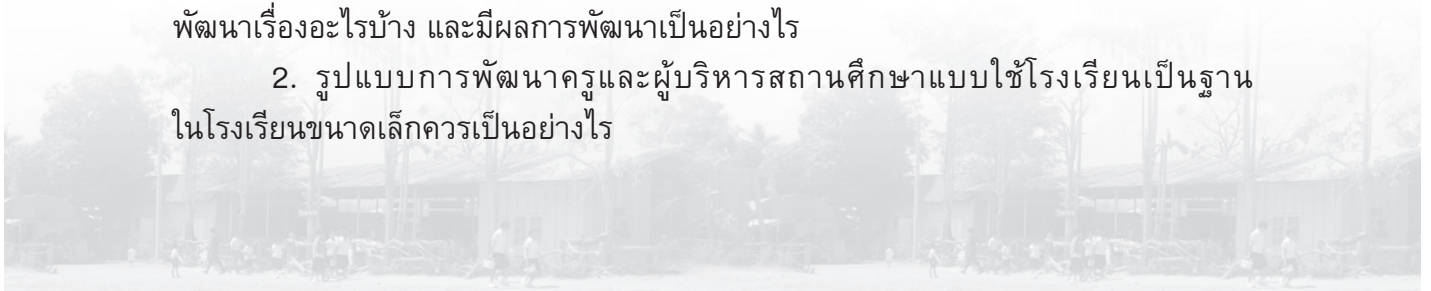 พัฒนาเรื่องอะไรบ้าง และมีผลการพัฒนาเป็นอย่างไร
2. รูปแบบการพัฒนาครูและผู้บริหารสถานศึกษาแบบใช้โรงเรียนเป็นฐาน
ในโรงเรียนขนาดเล็กควรเป็นอย่างไร